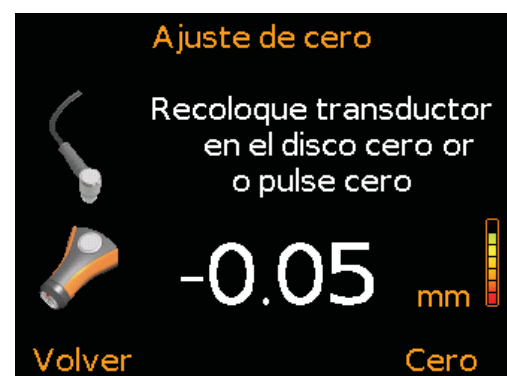 Ajuste de cero
Recoloque transductor
en el disco cero or
o pulse cero
-0.05 mm
Volver Cero